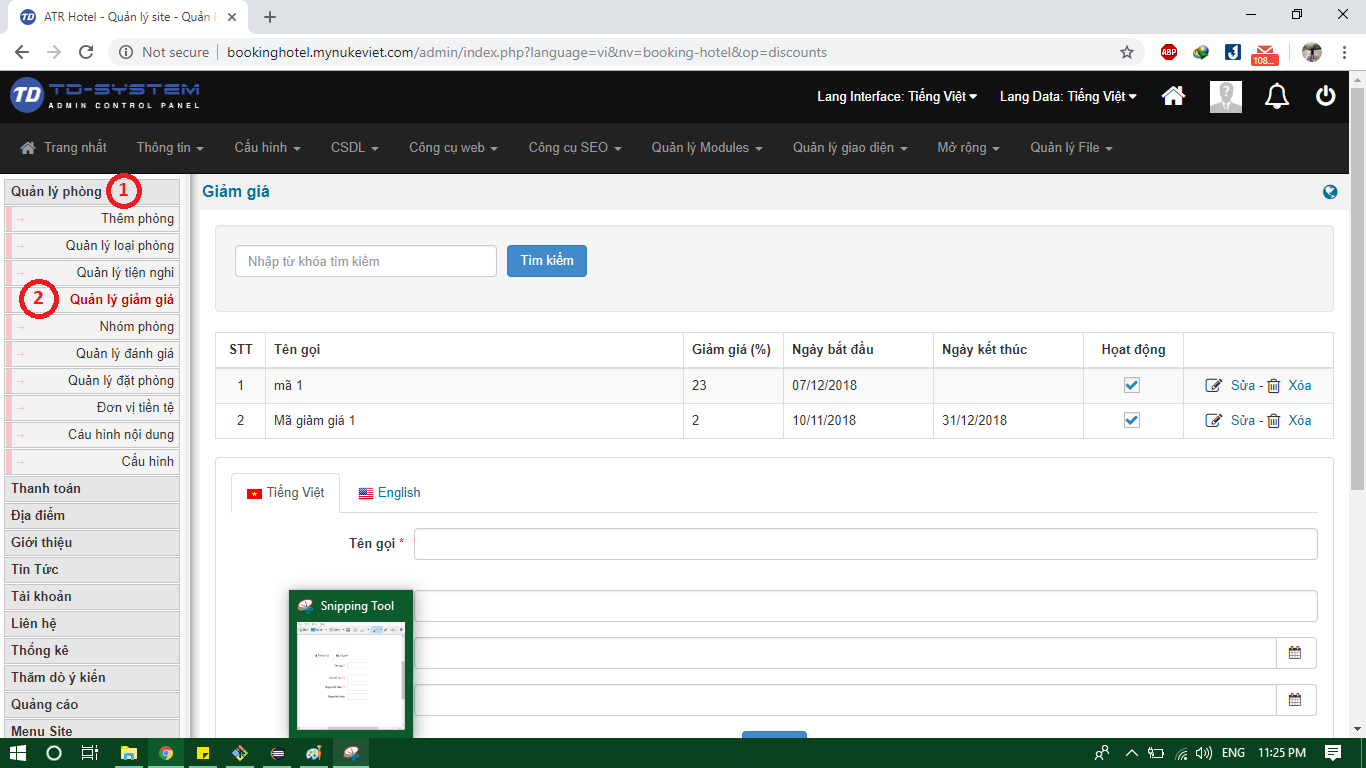 ATR Hotel - Quản lý site - Quản
Not secure
bookinghotel.mynukeviet.com/admin/index.php?language=vi&nv=booking-hotel&op=discounts
ABP
108...
TD TD-SYSTEM
ADMIN CONTROL PANEL
Lang Interface: Tiếng Việt
Lang Data: Tiếng Việt
Trang nhất
Thông tin
Cấu hình
CSDL
Công cụ web
Công cụ SEO
Quản lý Modules
Quản lý giao diện
Mở rộng
Quản lý File
Quản lý phòng
1
Thêm phòng
Quản lý loại phòng
Quản lý tiện nghi
2
Quản lý giảm giá
Nhóm phòng
Quản lý đánh giá
Quản lý đặt phòng
Đơn vị tiền tệ
Cáu hình nội dung
Cấu hình
Thanh toán
Địa điểm
Giới thiệu
Tin Tức
Tài khoản
Liên hệ
Thống kê
Thăm dò ý kiến
Quảng cáo
Menu Site
Giảm giá
Nhập từ khóa tìm kiếm
Tìm kiếm
STT Tên gọi Giảm giá (%) Ngày bắt đầu Ngày kết thúc Họat động
1 mã 1 23 07/12/2018 Sửa - Xóa
2 Mã giảm giá 1 2 10/11/2018 31/12/2018 Sửa - Xóa
Tiếng Việt
English
Tên gọi *
Snipping Tool
ENG
11:25 PM